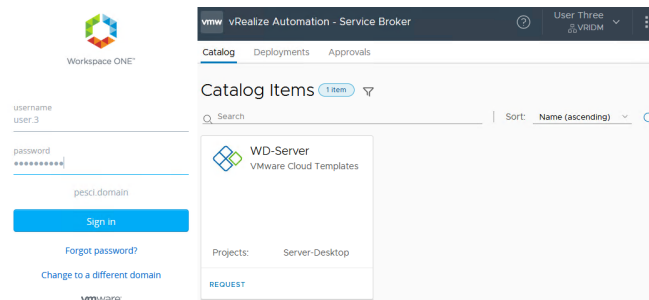 Workspace ONE™
username
user.3
password
••••••••••
pesci.domain
Sign in
Forgot password?
Change to a different domain
vmware
vmw vRealize Automation - Service Broker
User Three
VRIDM
Catalog Deployments Approvals
Catalog Items 1 item
Search
Sort: Name (ascending)
WD-Server
VMware Cloud Templates
Projects: Server-Desktop
REQUEST